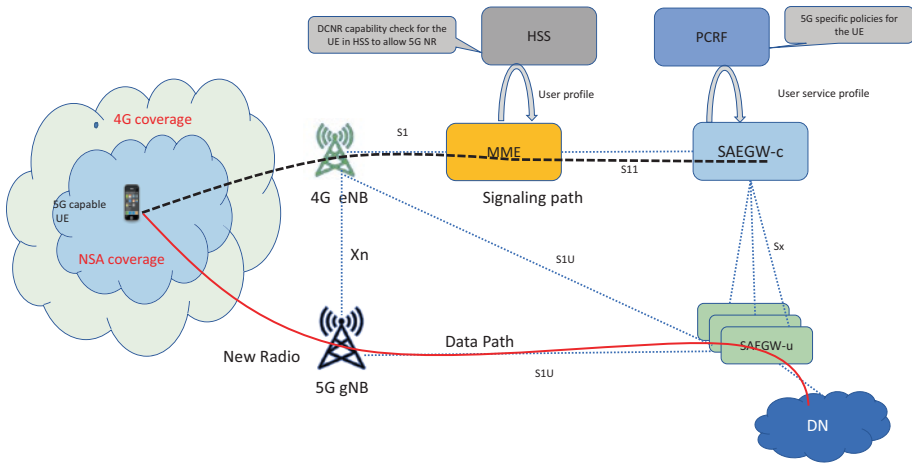 DCNR capability check for the
UE in HSS to allow 5G NR
HSS
PCRF
5G specific policies for
the UE
User profile
User service profile
4G coverage
S1
MME
SAEGW-c
S11
5G capable
UE
4G eNB
Signaling path
NSA coverage
Xn
S1U
Sx
New Radio
Data Path
SAEGW-u
5G gNB
S1U
DN